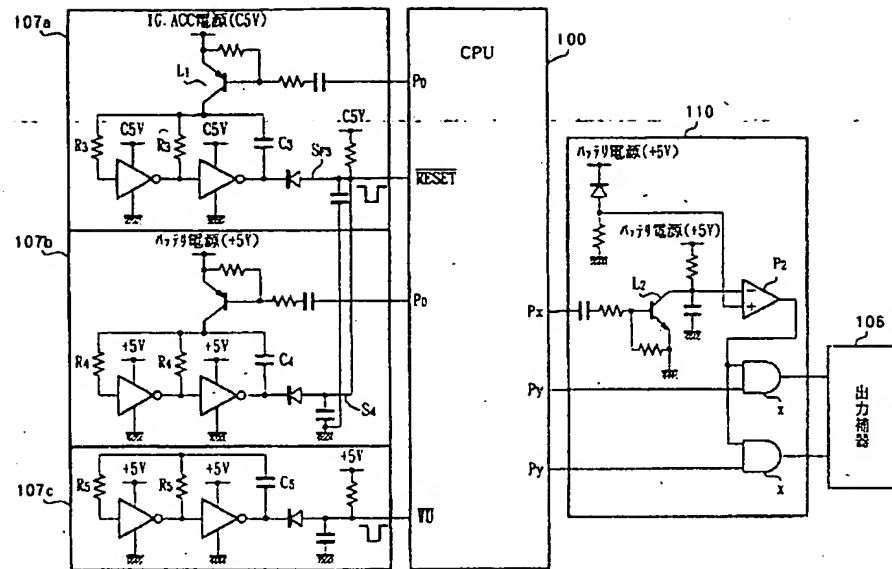 107a
IG.ACC電源(C5V)
L1
P0
R3
C5V
R3
C5V
C3
SF3
C5V
RESET
107b
バッテリ電源(+5V)
P0
R4
+5V
R4
+5V
C4
S4
107c
R5
+5V
R5
+5V
C5
+5V
WU
CPU
100
110
バッテリ電源(+5V)
バッテリ電源(+5V)
L2
P2
-
+
Px
Py
x
Py
x
106
出力補器